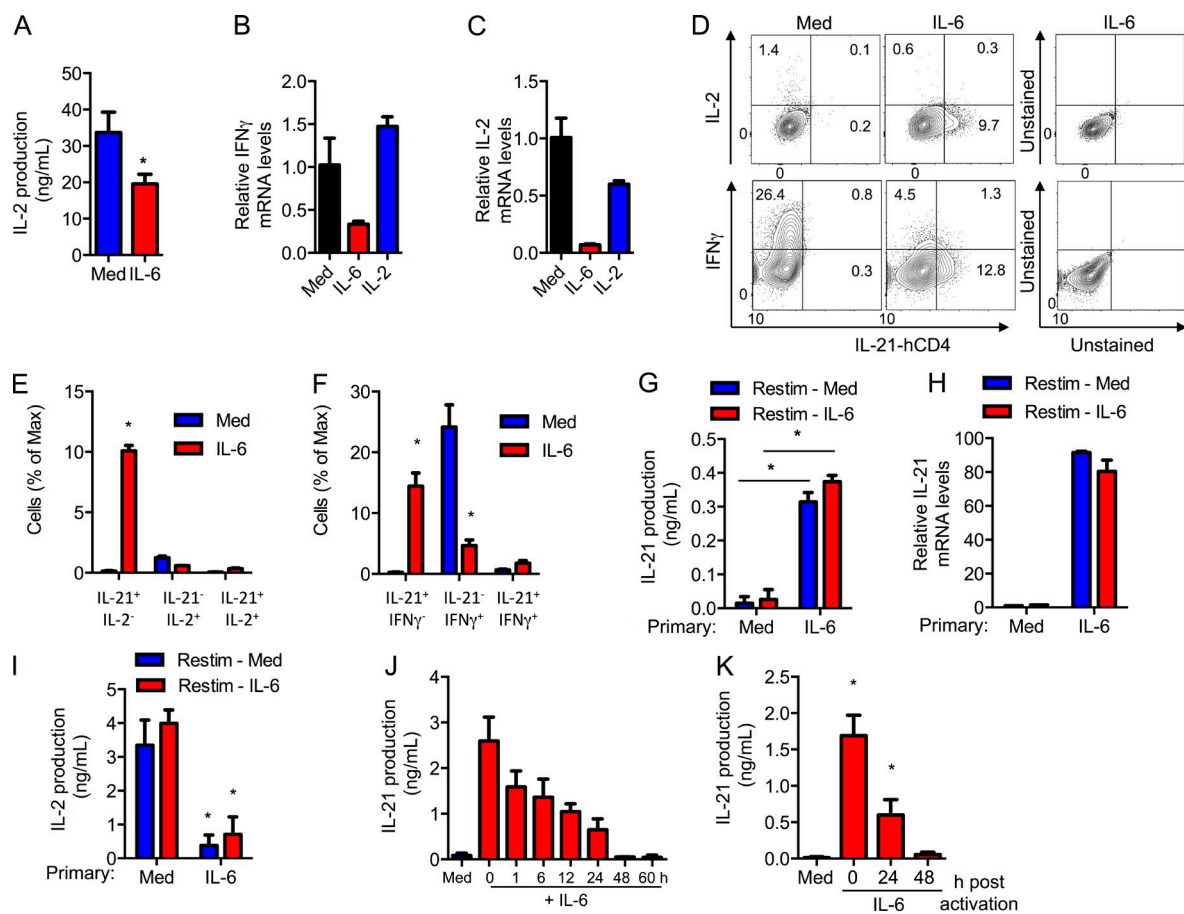 A
IL-2 production
(ng/mL)
50
40
30
20
10
0
*
Med IL-6
B
Relative IFNγ
mRNA levels
2.0
1.5
1.0
0.5
0.0
Med
IL-6
IL-2
C
Relative IL-2
mRNA levels
1.5
1.0
0.5
0.0
Med
IL-6
IL-2
D
Med
IL-6
IL-6
IL-2
1.4
0.1
0.2
0
0
0.6
0.3
9.7
Unstained
0
0
IFNγ
26.4
0.8
0.3
0
10
4.5
1.3
12.8
Unstained
0
10
IL-21-hCD4
Unstained
E
Cells (% of Max)
15
10
5
0
*
Med
IL-6
IL-21+
IL-2-
IL-21-
IL-2+
IL-21+
IL-2+
F
Cells (% of Max)
30
20
10
0
*
*
Med
IL-6
IL-21+
IFNγ-
IL-21-
IFNγ+
IL-21+
IFNγ+
G
Restim - Med
Restim - IL-6
IL-21 production
(ng/mL)
0.5
0.4
0.3
0.2
0.1
0.0
*
*
Primary: Med IL-6
H
Restim - Med
Restim - IL-6
Relative IL-21
mRNA levels
100
80
60
40
20
0
Med IL-6
I
Restim - Med
Restim - IL-6
IL-2 production
(ng/mL)
5
4
3
2
1
0
*
*
Primary: Med IL-6
J
IL-21 production
(ng/mL)
4
3
2
1
0
Med 0 1 6 12 24 48 60 h
+ IL-6
K
IL-21 production
(ng/mL)
2.5
2.0
1.5
1.0
0.5
0.0
*
*
Med 0 24 48 h post
IL-6 activation